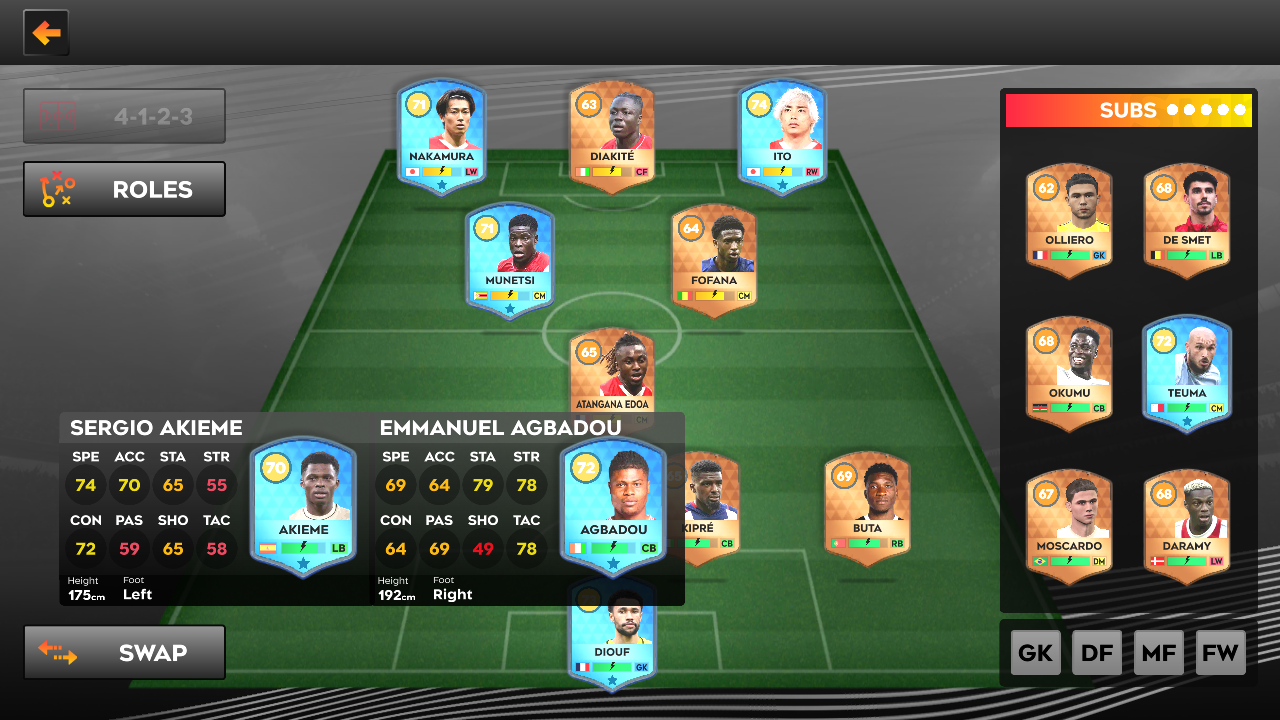 4-1-2-3
ROLES
71
NAKAMURA
LW
63
DIAKITÉ
CF
74
ITO
RW
71
MUNETSI
CM
64
FOFANA
CM
65
ATANGANA EDOA
CM
SERGIO AKIEME
SPE ACC STA STR
74 70 65 55
CON PAS SHO TAC
72 59 65 58
Height Foot
175cm Left
70
AKIEME
LB
EMMANUEL AGBADOU
SPE ACC STA STR
69 64 79 78
CON PAS SHO TAC
64 69 49 78
Height Foot
192cm Right
72
AGBADOU
CB
KIPRÉ
CB
69
BUTA
RB
DIOUF
GK
SWAP
SUBS
62
OLLIERO
GK
68
DE SMET
LB
68
OKUMU
CB
72
TEUMA
CM
67
MOSCARDO
DM
68
DARAMY
LW
GK DF MF FW